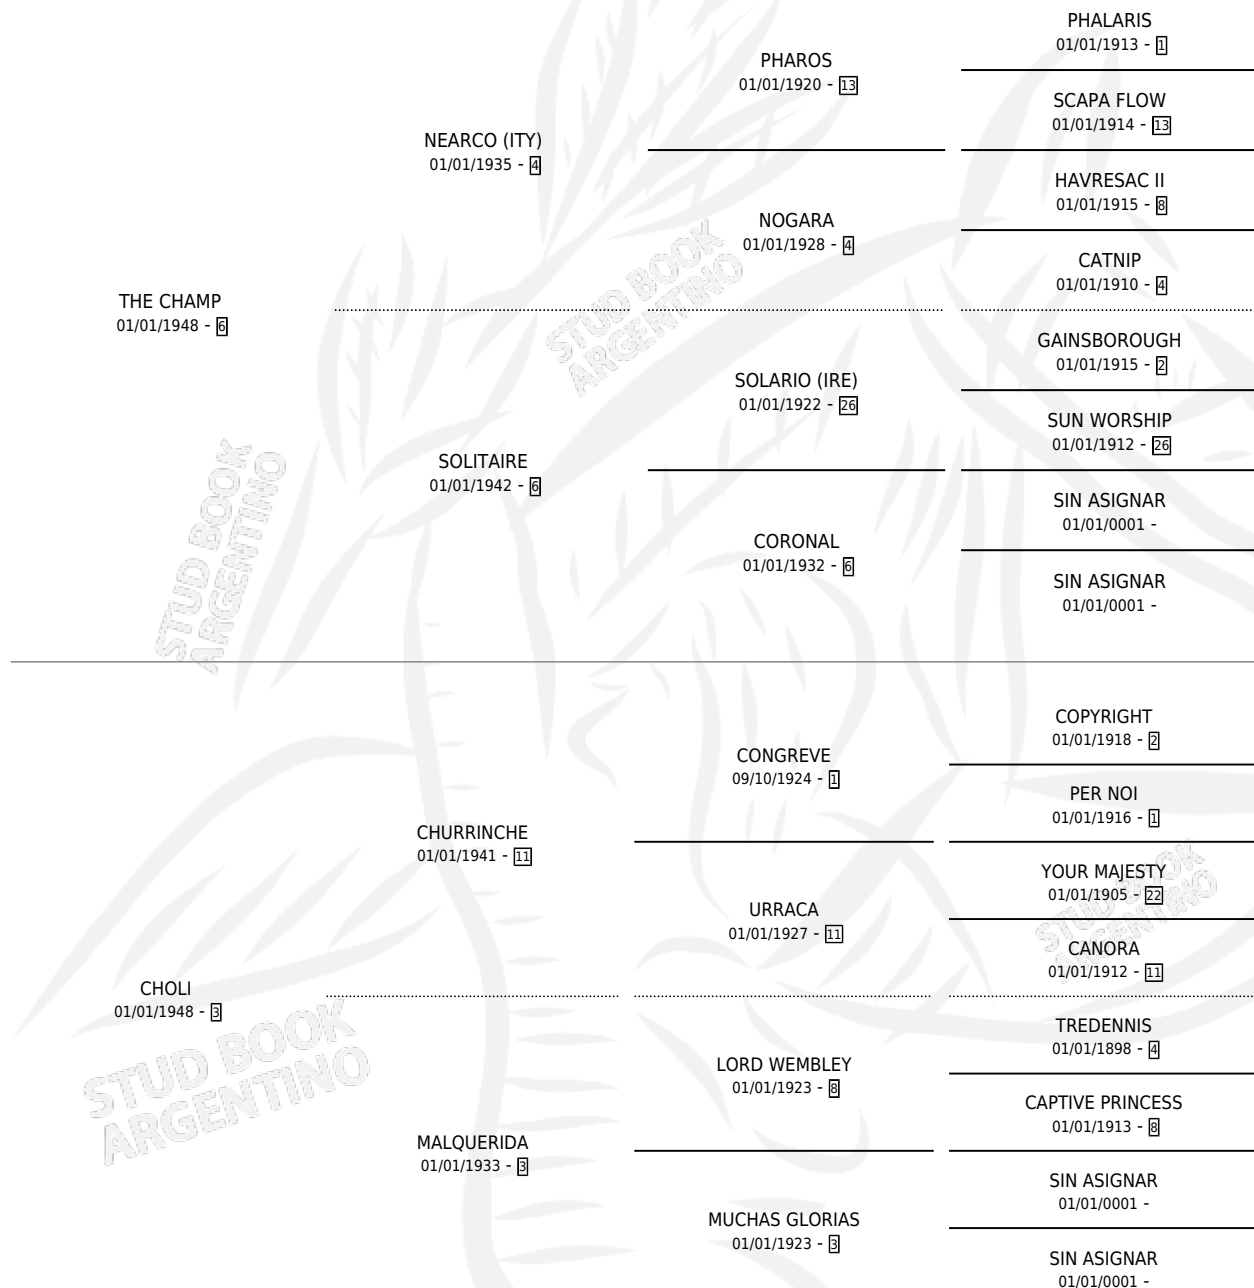 THE CHAMP
01/01/1948 - 6
NEARCO (ITY)
01/01/1935 - 4
PHAROS
01/01/1920 - 13
PHALARIS
01/01/1913 - 1
SCAPA FLOW
01/01/1914 - 13
NOGARA
01/01/1928 - 4
HAVRESAC II
01/01/1915 - 8
CATNIP
01/01/1910 - 4
SOLITAIRE
01/01/1942 - 6
SOLARIO (IRE)
01/01/1922 - 26
GAINSBOROUGH
01/01/1915 - 2
SUN WORSHIP
01/01/1912 - 26
CORONAL
01/01/1932 - 6
SIN ASIGNAR
01/01/0001 -
SIN ASIGNAR
01/01/0001 -
CHOLI
01/01/1948 - 3
CHURRINCHE
01/01/1941 - 11
CONGREVE
09/10/1924 - 1
COPYRIGHT
01/01/1918 - 2
PER NOI
01/01/1916 - 1
URRACA
01/01/1927 - 11
YOUR MAJESTY
01/01/1905 - 22
CANORA
01/01/1912 - 11
MALQUERIDA
01/01/1933 - 3
LORD WEMBLEY
01/01/1923 - 8
TREDENNIS
01/01/1898 - 4
CAPTIVE PRINCESS
01/01/1913 - 8
MUCHAS GLORIAS
01/01/1923 - 3
SIN ASIGNAR
01/01/0001 -
SIN ASIGNAR
01/01/0001 -
STUD BOOK
ARGENTINO
STUD BOOK
ARGENTINO
STUD BOOK
ARGENTINO
STUD BOOK
ARGENTINO